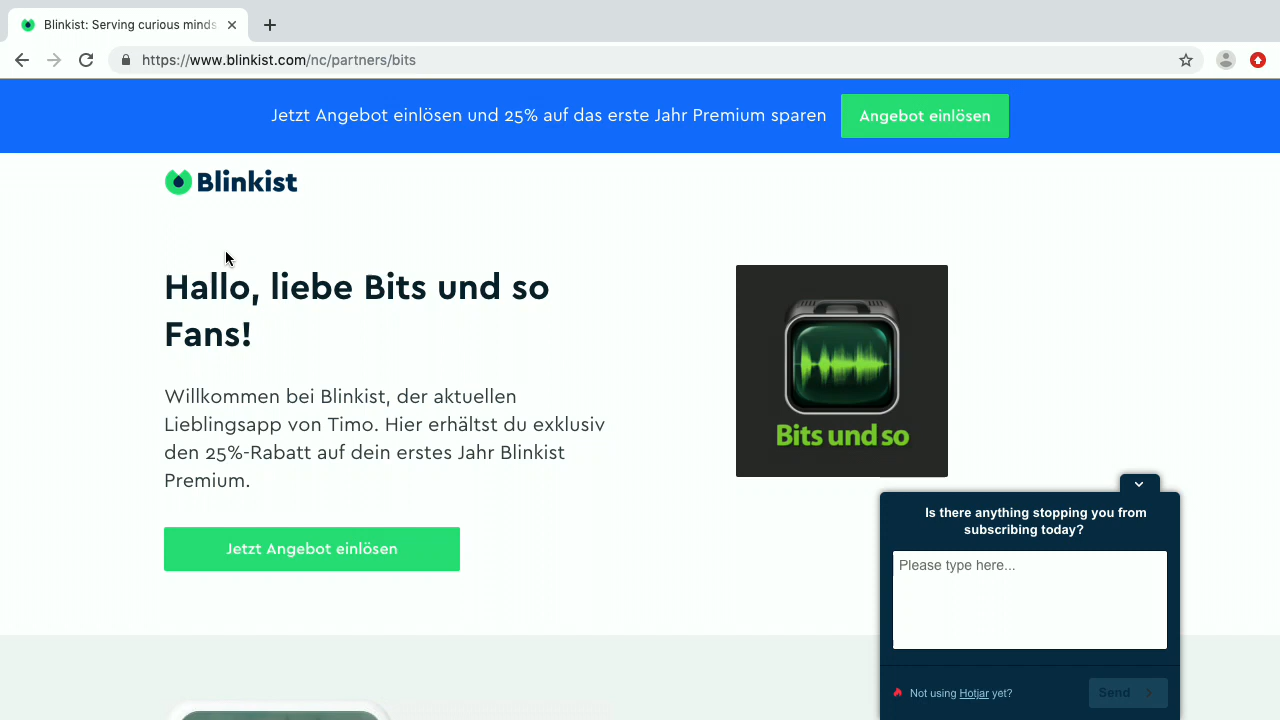 Blinkist: Serving curious minds
https://www.blinkist.com/nc/partners/bits
Jetzt Angebot einlösen und 25% auf das erste Jahr Premium sparen
Angebot einlösen
Blinkist
Hallo, liebe Bits und so
Fans!
Willkommen bei Blinkist, der aktuellen
Lieblingsapp von Timo. Hier erhältst du exklusiv
den 25%-Rabatt auf dein erstes Jahr Blinkist
Premium.
Jetzt Angebot einlösen
Bits und so
Is there anything stopping you from
subscribing today?
Please type here...
Not using Hotjar yet?
Send